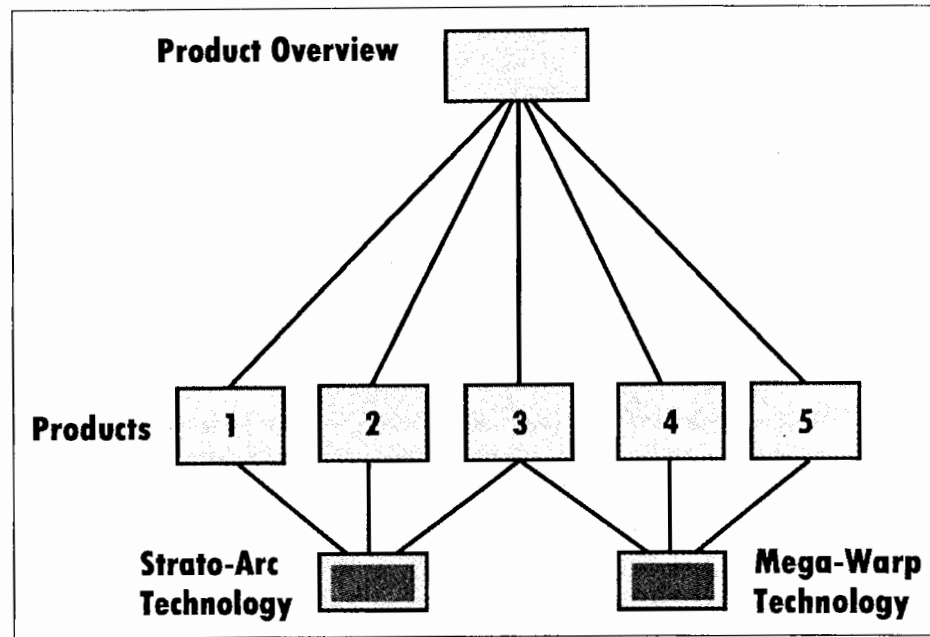 Product Overview
Products
1
2
3
4
5
Strato-Arc
Technology
Mega-Warp
Technology